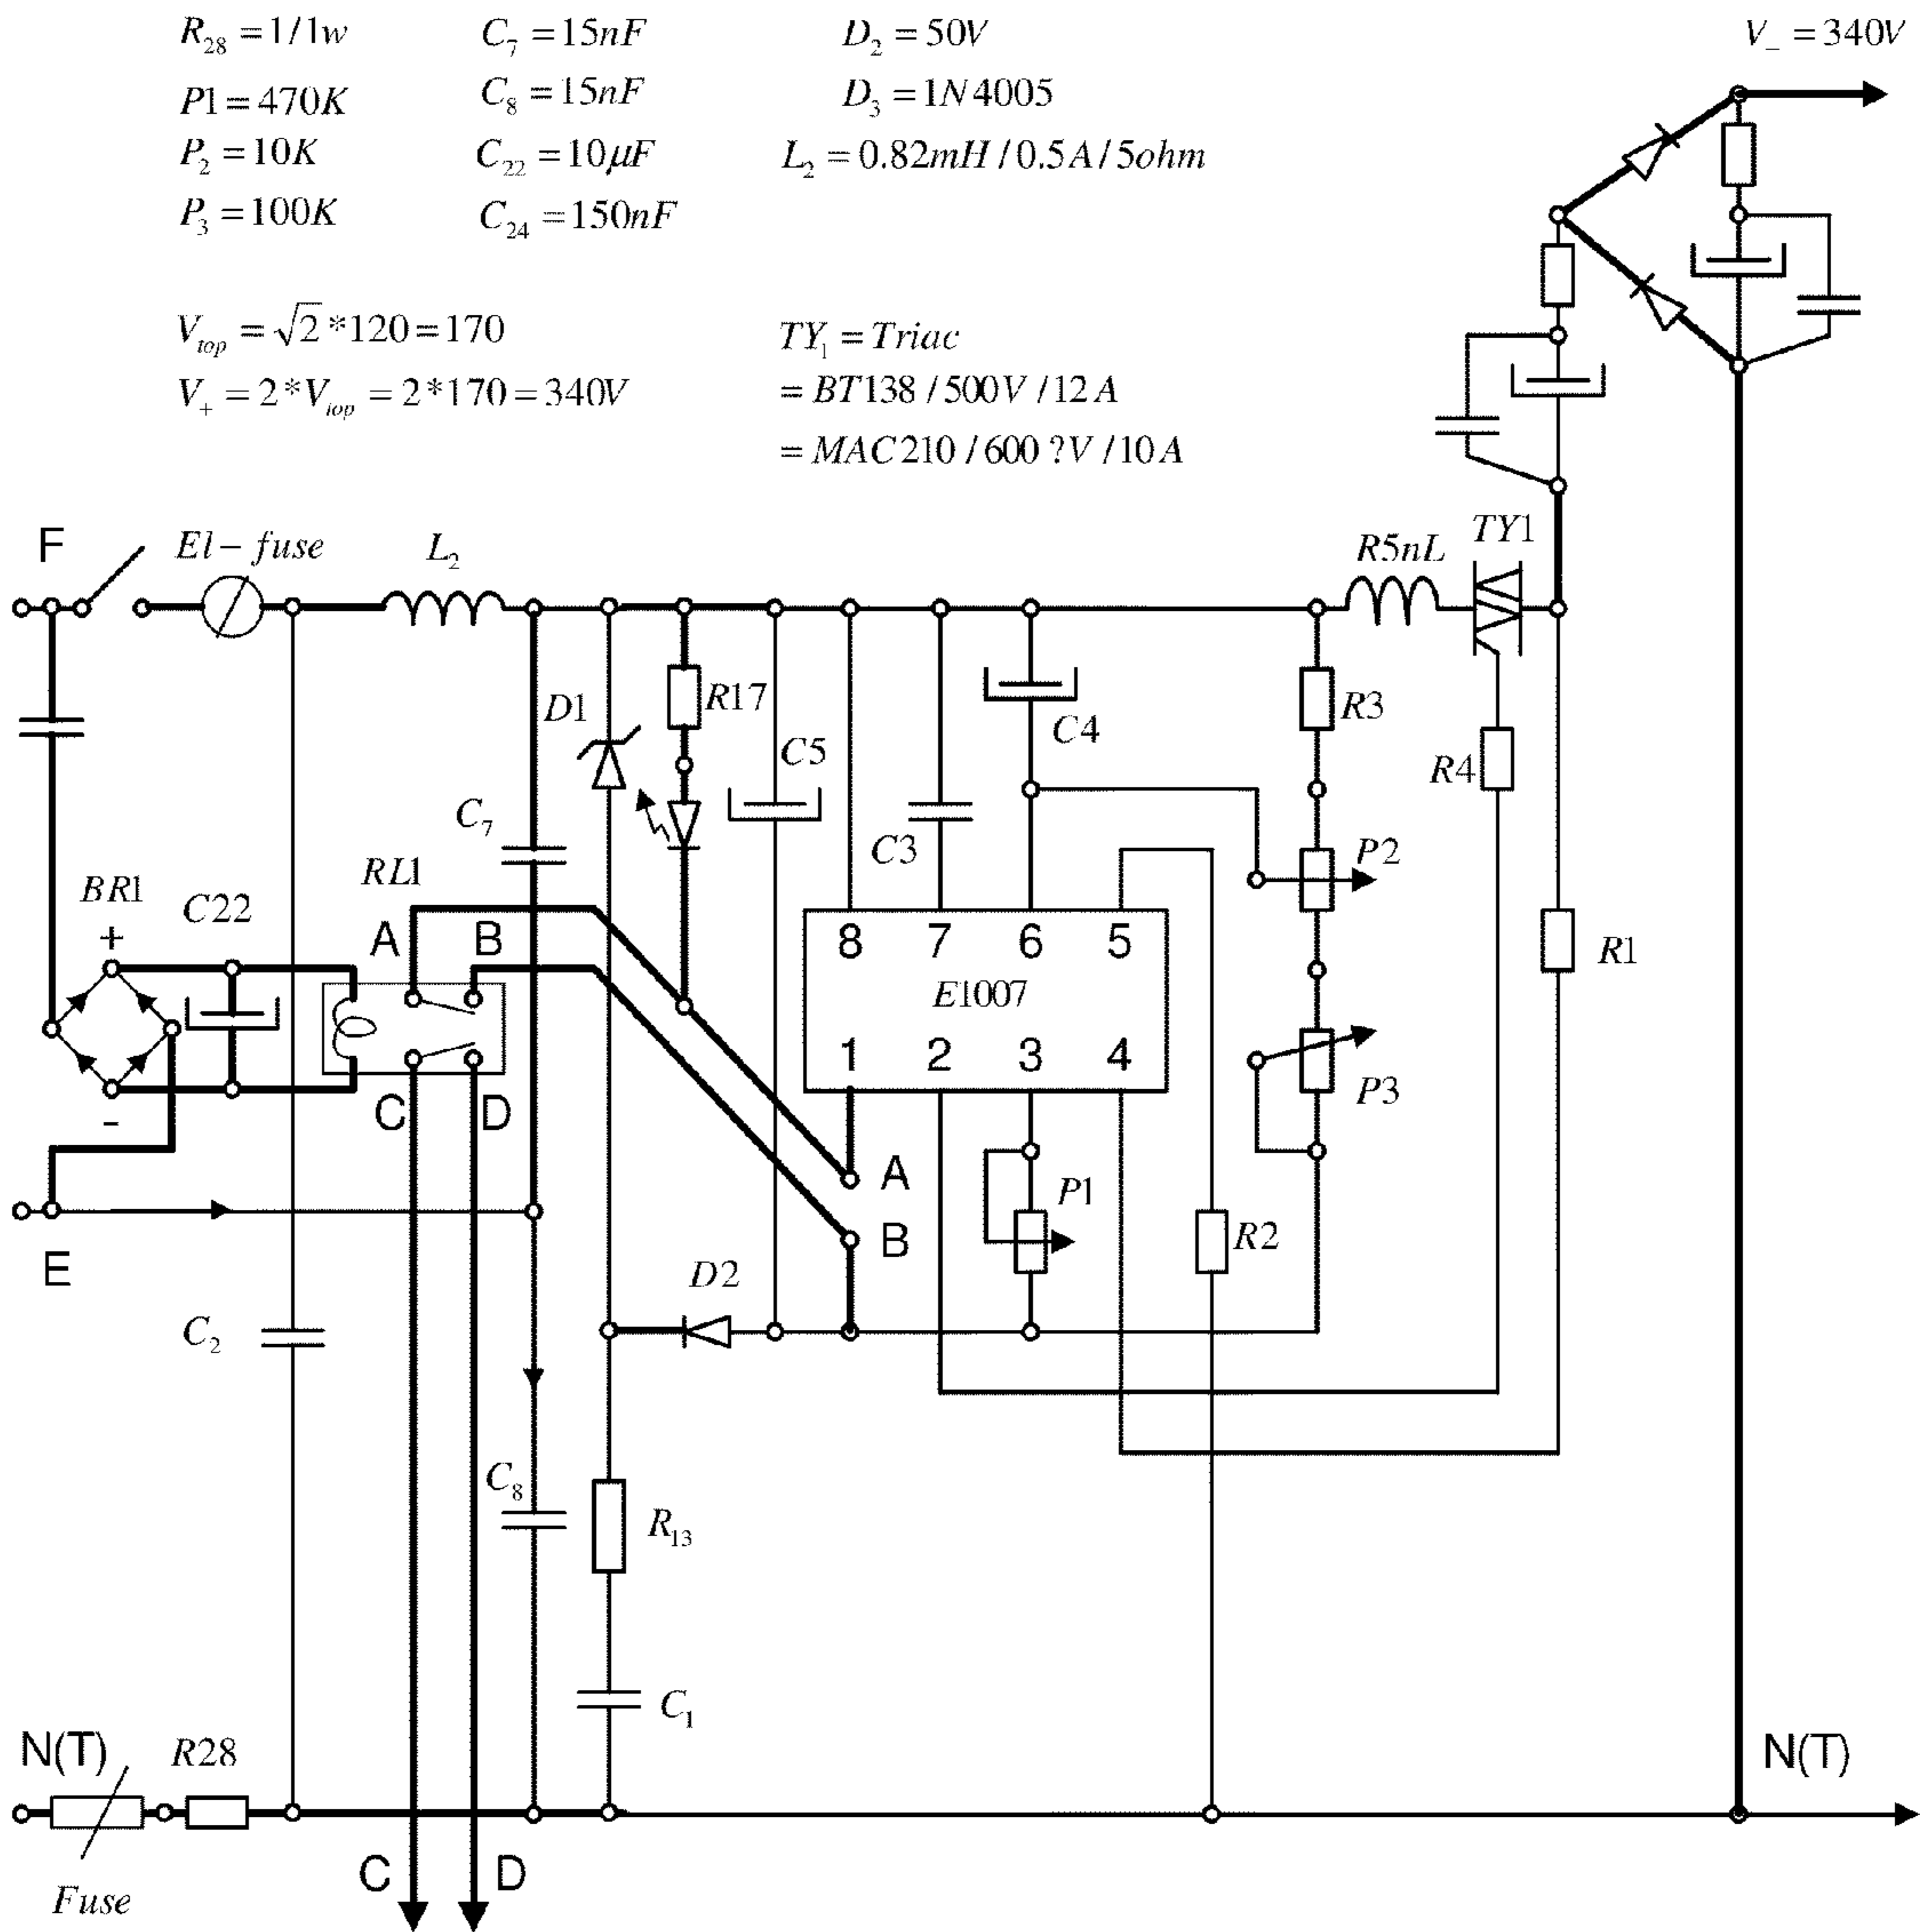 R₂₈ = 1/1w C₇ = 15nF D₂ = 50V V₋ = 340V
P1 = 470K C₈ = 15nF D₃ = 1N4005
P₂ = 10K C₂₂ = 10µF L₂ = 0.82mH / 0.5A / 5ohm
P₃ = 100K C₂₄ = 150nF
Vₜₒₚ = √2 * 120 = 170 TY₁ = Triac
V₊ = 2 * Vₜₒₚ = 2 * 170 = 340V = BT138 / 500V / 12A
= MAC210 / 600 ?V / 10A
F El-fuse L₂ R5nL TY1
D1 R17 C5 C4 R3 R4
C₇ C3 P2
BR1 C22 RL1
+ A B 8 7 6 5 R1
E1007
1 2 3 4
- C D P3
A P1
B R2
E
D2
C₂
C₈ R₁₃
C₁
N(T) R28 N(T)
C D
Fuse